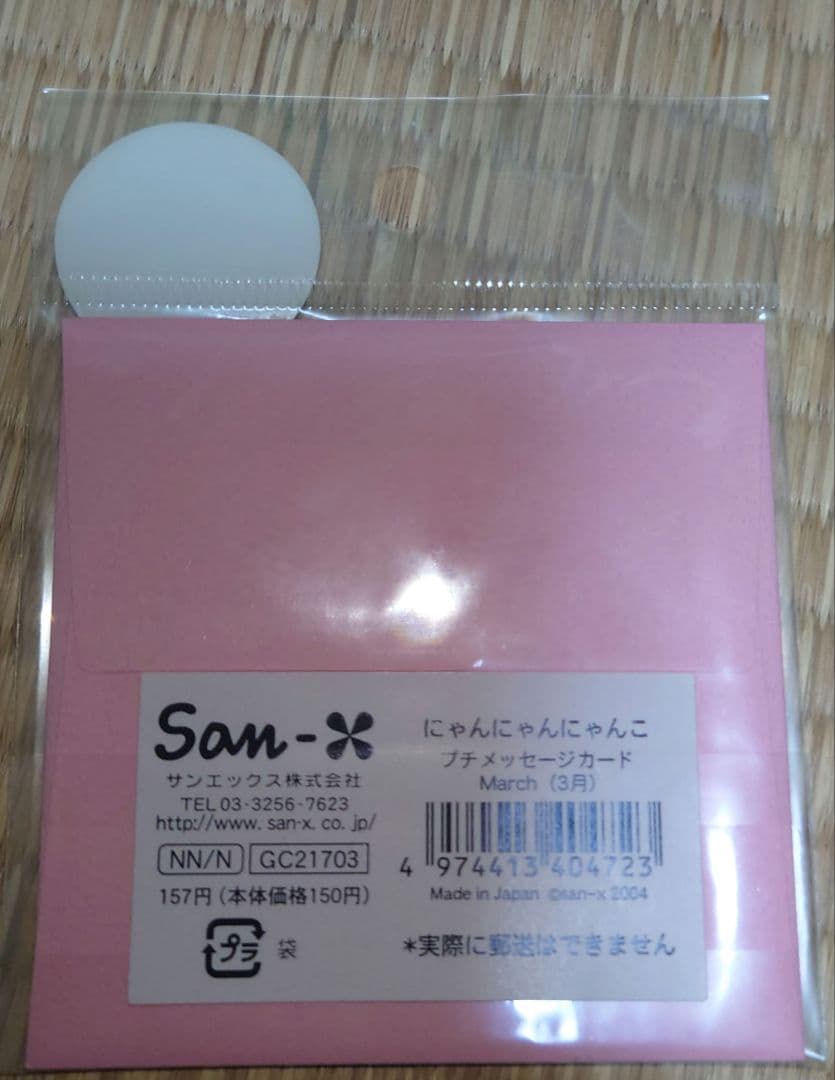 San-X
サンエックス株式会社
TEL 03-3256-7623
http://www.san-x.co.jp/
NN/N GC21703
157円(本体価格150円)
プラ 袋
にゃんにゃんにゃんこ
プチメッセージカード
March (3月)
4 974413 404723
Made in Japan ©san-x 2004
*実際に郵送はできません